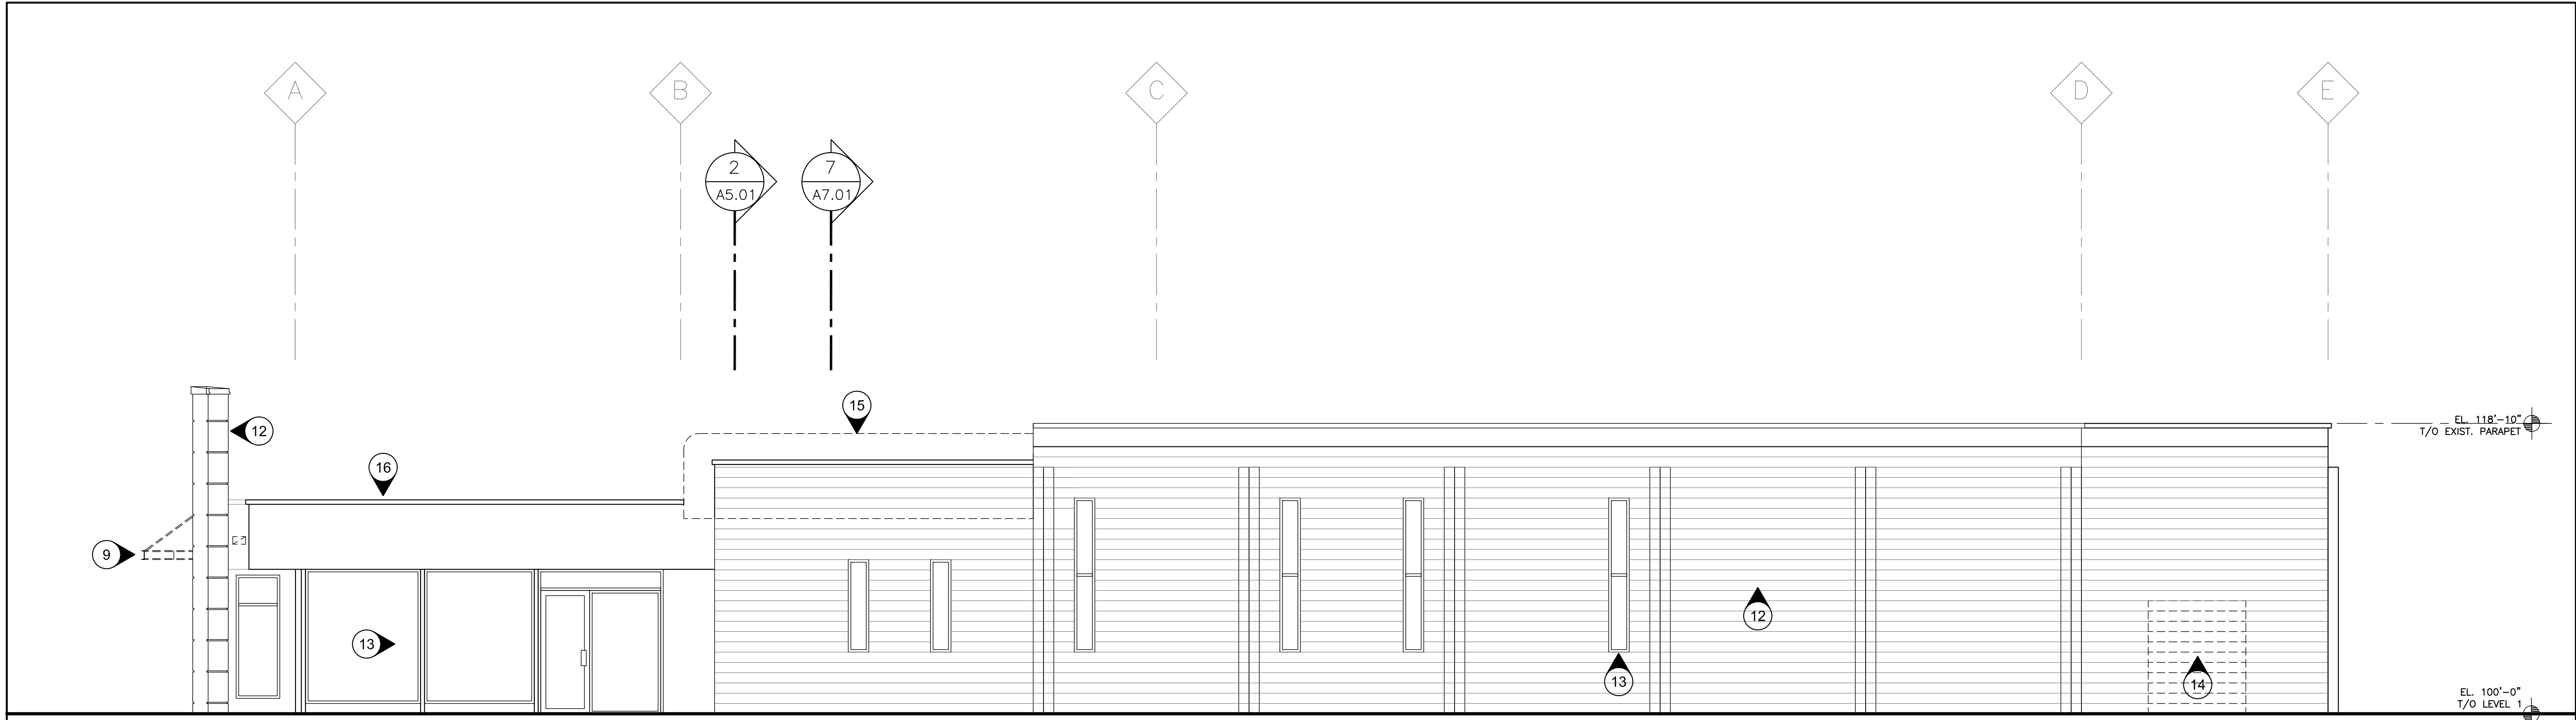 A
B
C
D
E
2
A5.01
7
A7.01
15
12
16
9
13
12
13
14
EL. 118'-10"
T/O EXIST. PARAPET
EL. 100'-0"
T/O LEVEL 1